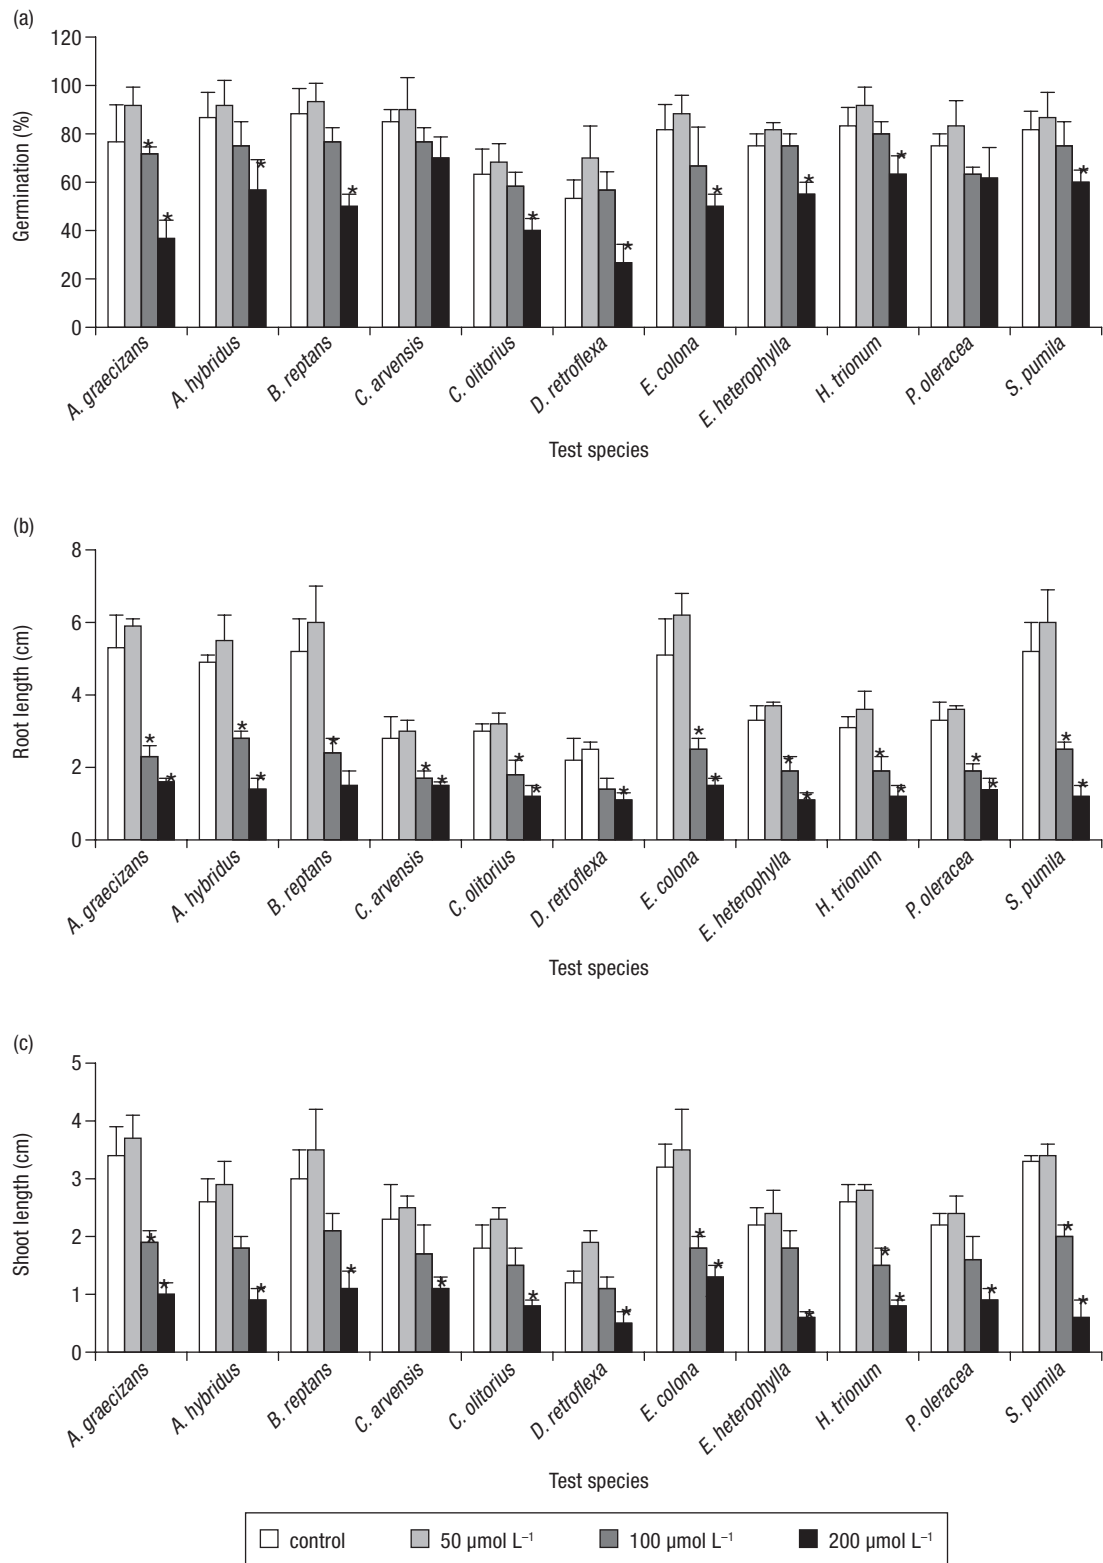 (a)
120
100
80
60
40
20
0
Germination (%)
* * * * * * * * * *
A. graecizans A. hybridus B. reptans C. arvensis C. olitorius D. retroflexa E. colona E. heterophylla H. trionum P. oleracea S. pumila
Test species
(b)
8
6
4
2
0
Root length (cm)
* * * * * * * * * * * * * * * * * * * *
A. graecizans A. hybridus B. reptans C. arvensis C. olitorius D. retroflexa E. colona E. heterophylla H. trionum P. oleracea S. pumila
Test species
(c)
5
4
3
2
1
0
Shoot length (cm)
* * * * * * * * * * * * * * *
A. graecizans A. hybridus B. reptans C. arvensis C. olitorius D. retroflexa E. colona E. heterophylla H. trionum P. oleracea S. pumila
Test species
control 50 µmol L⁻¹ 100 µmol L⁻¹ 200 µmol L⁻¹